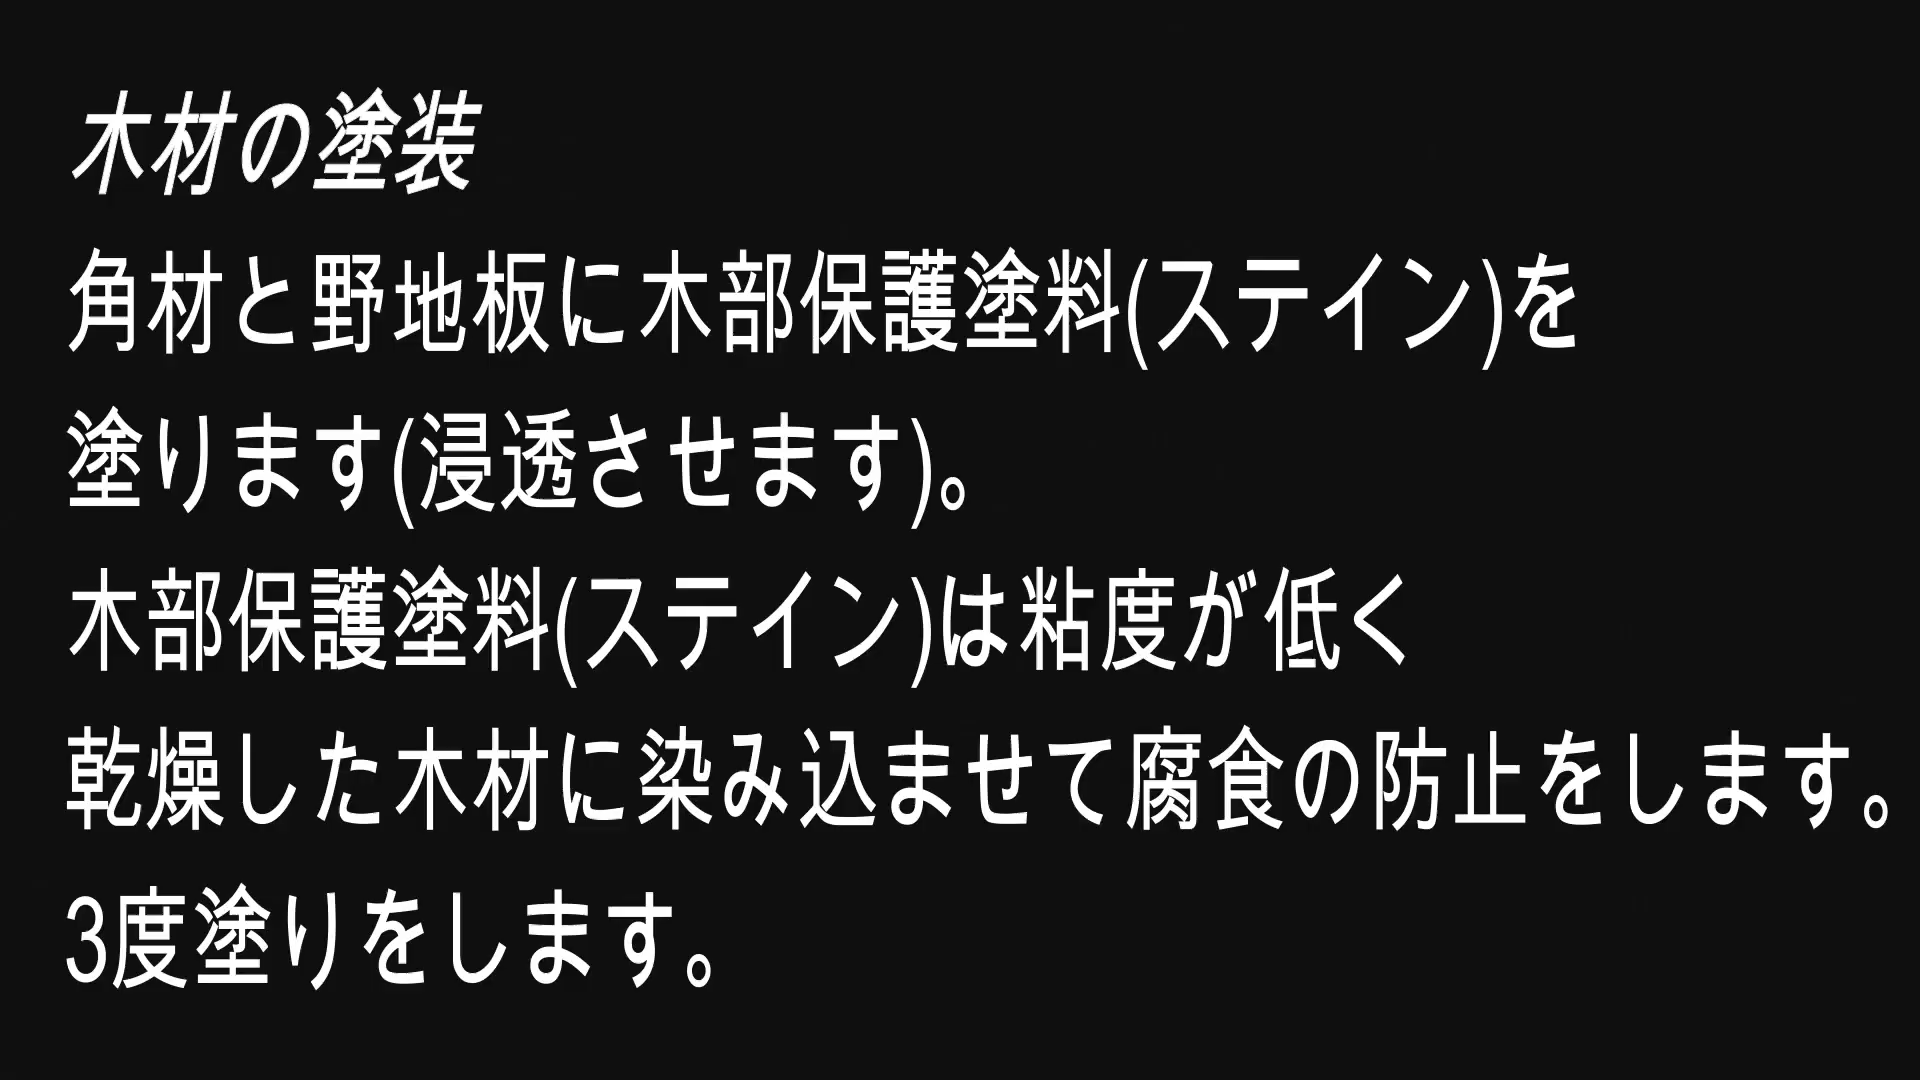 木材の塗装
角材と野地板に木部保護塗料(ステイン)を
塗ります(浸透させます)。
木部保護塗料(ステイン)は粘度が低く
乾燥した木材に染み込ませて腐食の防止をします。
3度塗りをします。